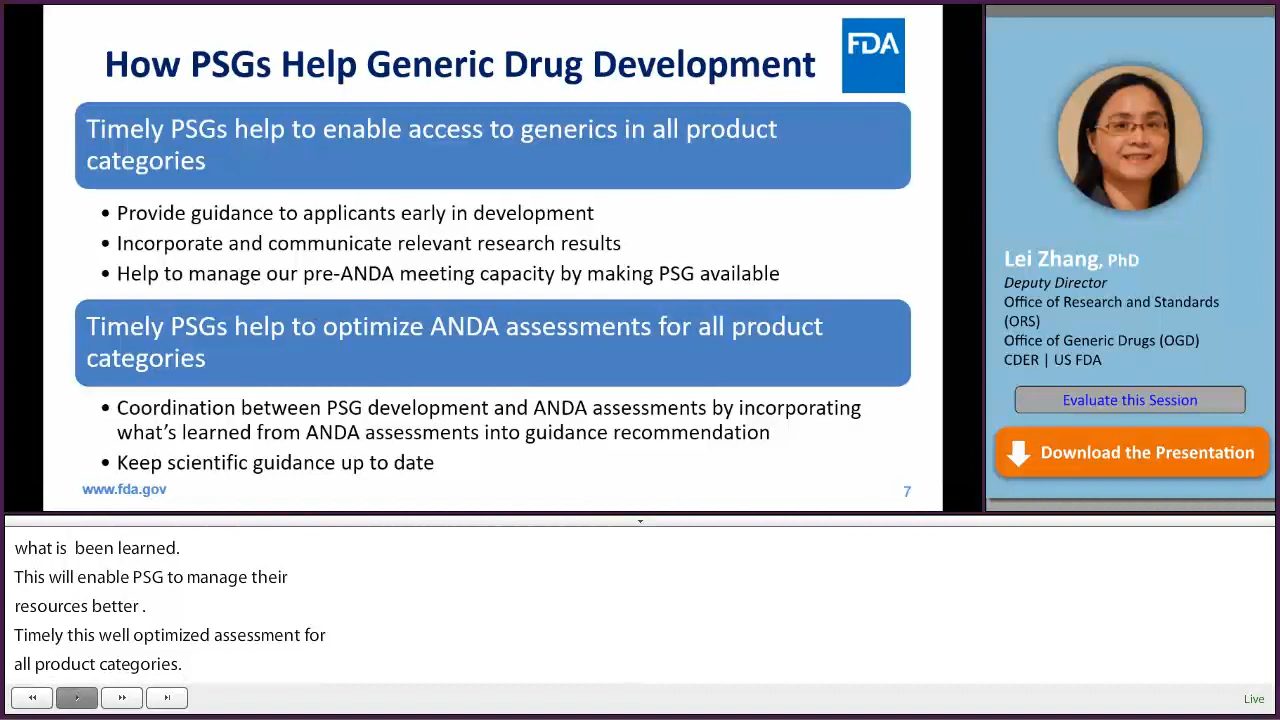 How PSGs Help Generic Drug Development
FDA
Timely PSGs help to enable access to generics in all product
categories
• Provide guidance to applicants early in development
• Incorporate and communicate relevant research results
• Help to manage our pre-ANDA meeting capacity by making PSG available
Timely PSGs help to optimize ANDA assessments for all product
categories
• Coordination between PSG development and ANDA assessments by incorporating
what's learned from ANDA assessments into guidance recommendation
• Keep scientific guidance up to date
www.fda.gov
7
Lei Zhang, PhD
Deputy Director
Office of Research and Standards
(ORS)
Office of Generic Drugs (OGD)
CDER | US FDA
Evaluate this Session
Download the Presentation
what is  been learned.
This will enable PSG to manage their
resources better .
Timely this well optimized assessment for
all product categories.
Live